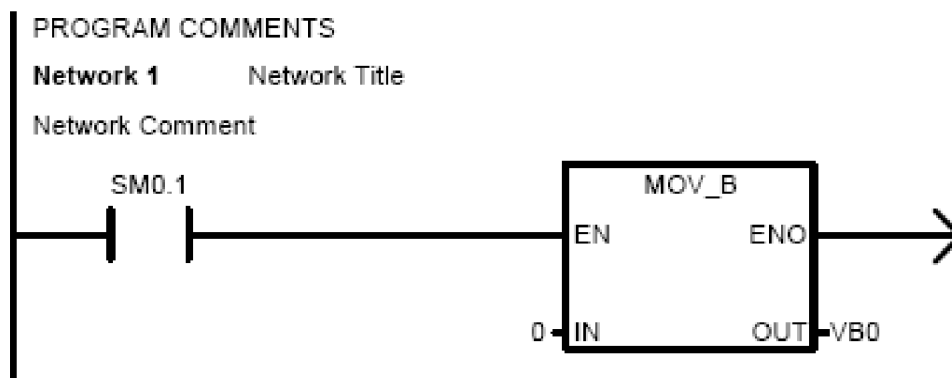 PROGRAM COMMENTS
Network 1 Network Title
Network Comment
SM0.1
MOV_B
EN ENO
0 IN OUT VB0